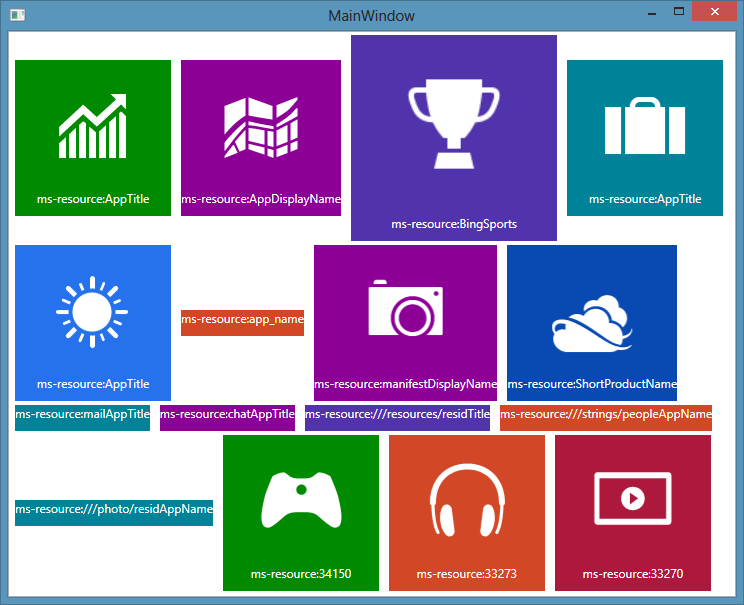 MainWindow
ms-resource:AppTitle
ms-resource:AppDisplayName
ms-resource:BingSports
ms-resource:AppTitle
ms-resource:AppTitle
ms-resource:app_name
ms-resource:manifestDisplayName
ms-resource:ShortProductName
ms-resource:mailAppTitle
ms-resource:chatAppTitle
ms-resource:///resources/residTitle
ms-resource:///strings/peopleAppName
ms-resource:///photo/residAppName
ms-resource:34150
ms-resource:33273
ms-resource:33270